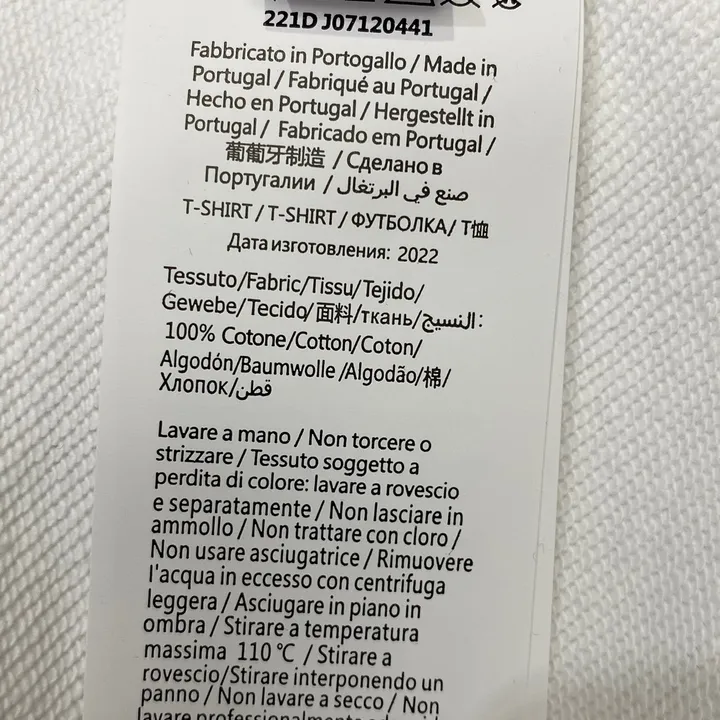 221D J07120441
Fabbricato in Portogallo / Made in
Portugal / Fabriqué au Portugal /
Hecho en Portugal / Hergestellt in
Portugal / Fabricado em Portugal /
葡萄牙制造 / Сделано в
Португалии / صنع في البرتغال
T-SHIRT / T-SHIRT / ФУТБОЛКА/ T恤
Дата изготовления: 2022
Tessuto/Fabric/Tissu/Tejido/
Gewebe/Tecido/面料/ткань/النسيج:
100% Cotone/Cotton/Coton/
Algodón/Baumwolle /Algodão/棉/
Хлопок/قطن
Lavare a mano / Non torcere o
strizzare / Tessuto soggetto a
perdita di colore: lavare a rovescio
e separatamente / Non lasciare in
ammollo / Non trattare con cloro /
Non usare asciugatrice / Rimuovere
l'acqua in eccesso con centrifuga
leggera / Asciugare in piano in
ombra / Stirare a temperatura
massima 110 °C / Stirare a
rovescio/Stirare interponendo un
panno / Non lavare a secco / Non
lavare professionalmente ad